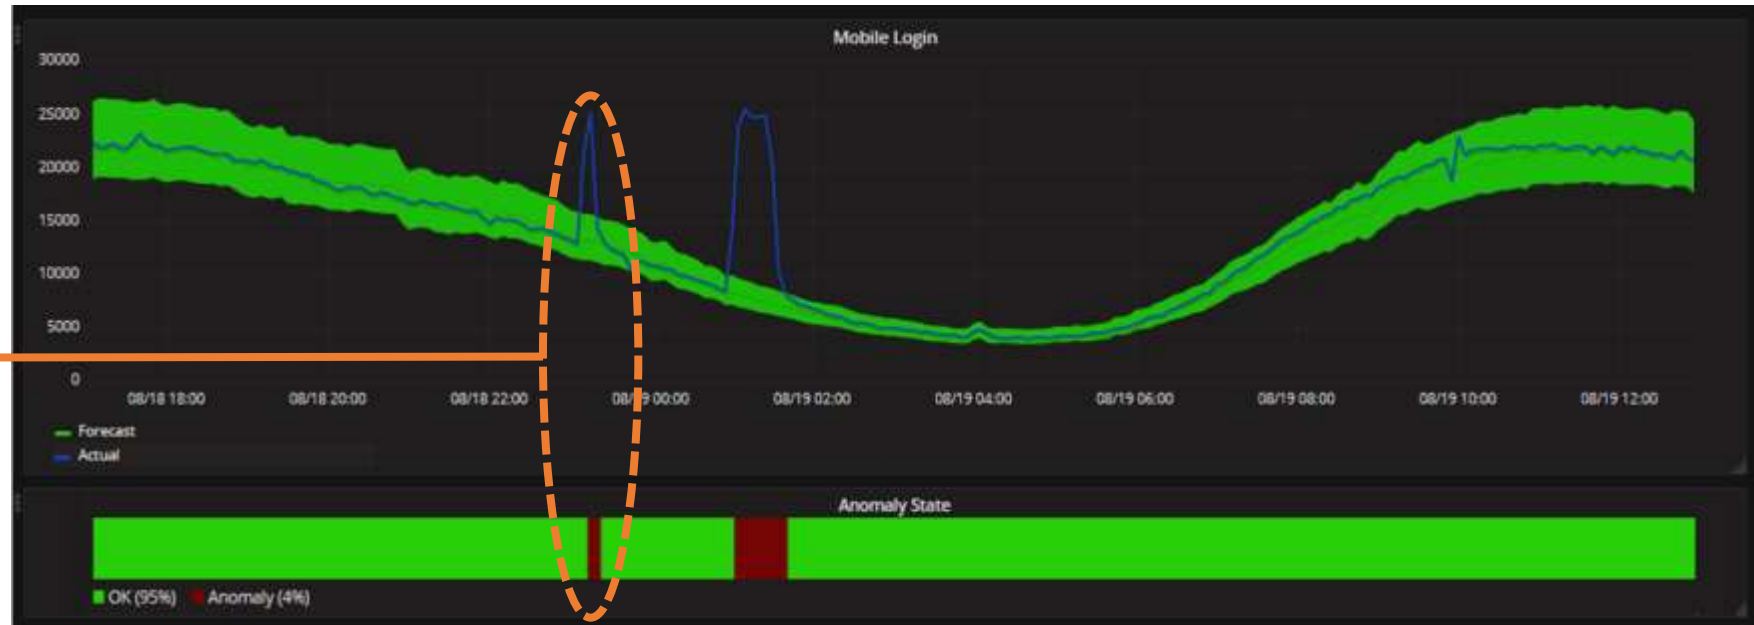 Mobile Login
30000
25000
20000
15000
10000
5000
0
08/18 18:00 08/18 20:00 08/18 22:00 08/19 00:00 08/19 02:00 08/19 04:00 08/19 06:00 08/19 08:00 08/19 10:00 08/19 12:00
Forecast
Actual
Anomaly State
OK (95%) Anomaly (4%)